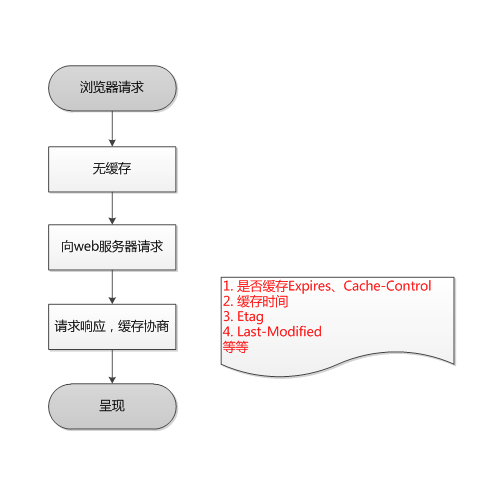 浏览器请求
无缓存
向web服务器请求
请求响应，缓存协商
呈现
1. 是否缓存Expires、Cache-Control
2. 缓存时间
3. Etag
4. Last-Modified
等等